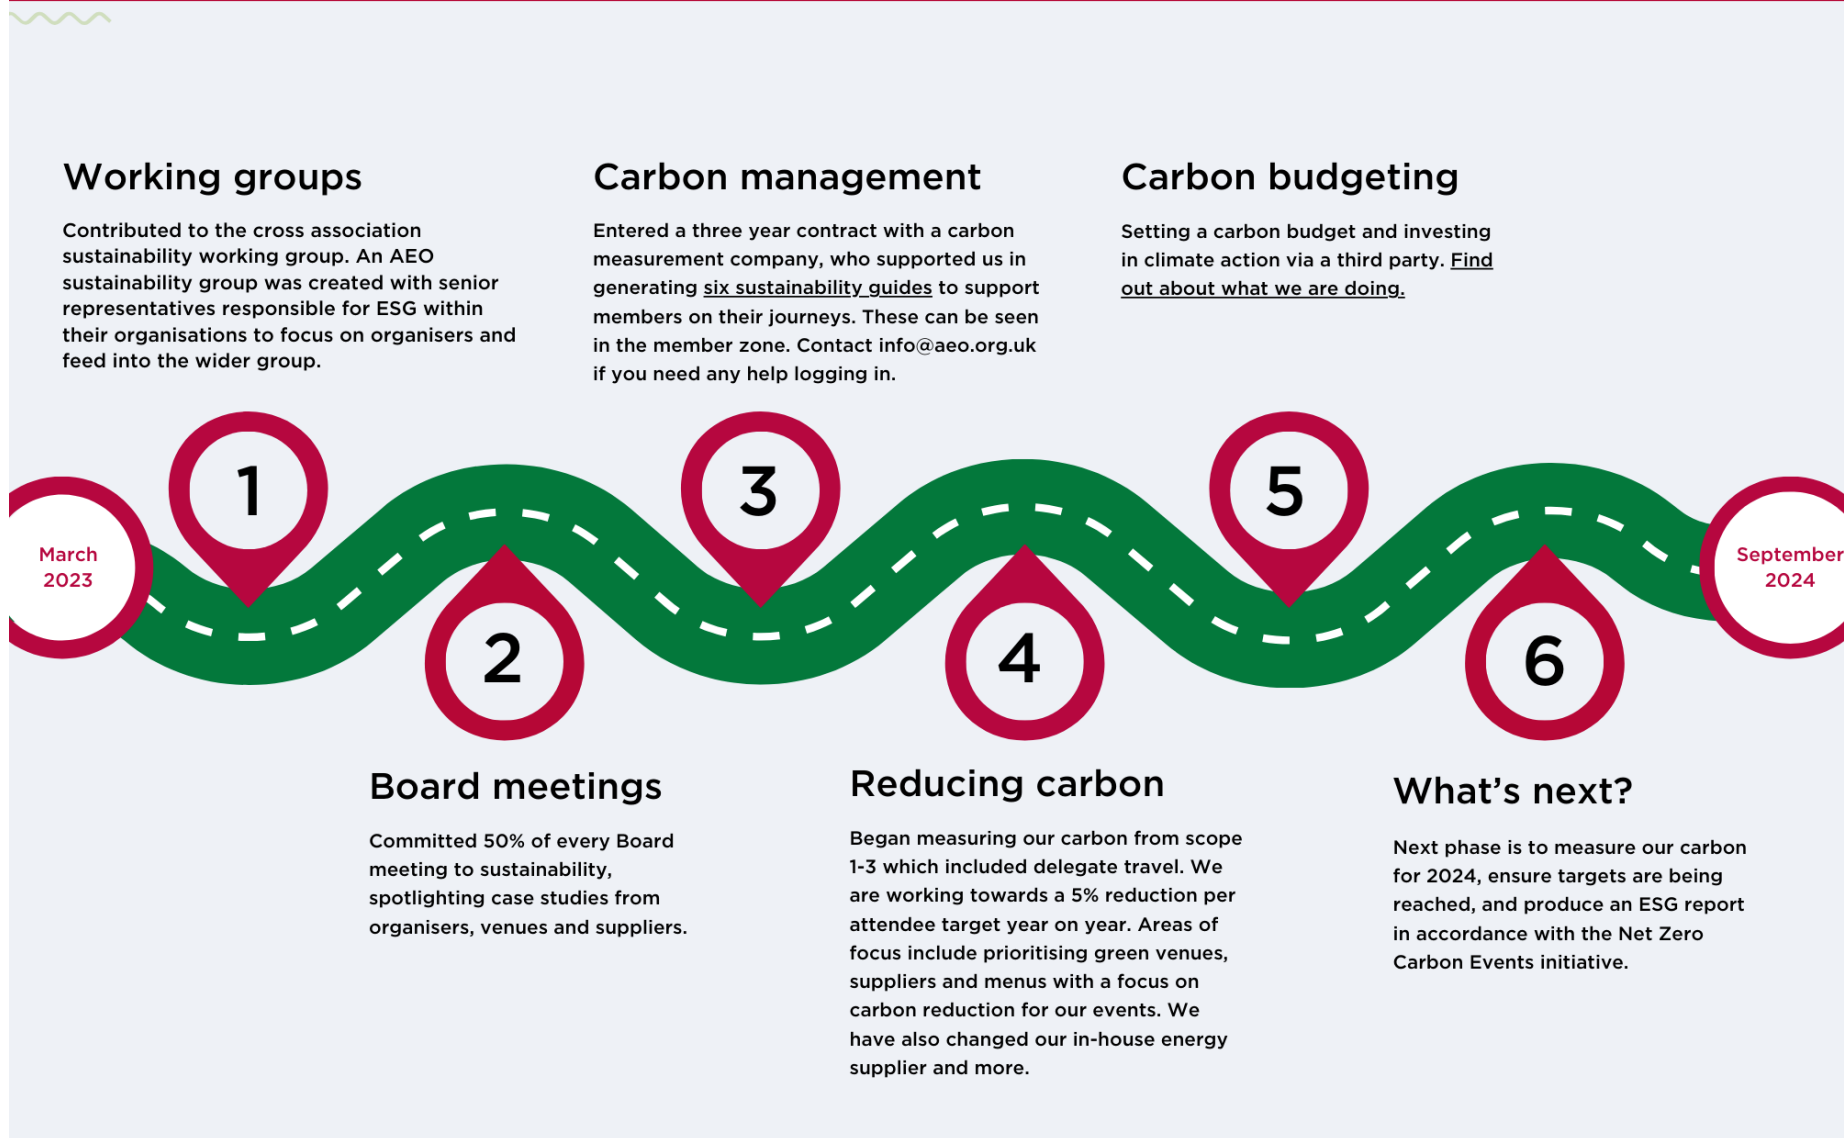 Working groups
Contributed to the cross association
sustainability working group. An AEO
sustainability group was created with senior
representatives responsible for ESG within
their organisations to focus on organisers and
feed into the wider group.
Carbon management
Entered a three year contract with a carbon
measurement company, who supported us in
generating six sustainability guides to support
members on their journeys. These can be seen
in the member zone. Contact info@aeo.org.uk
if you need any help logging in.
Carbon budgeting
Setting a carbon budget and investing
in climate action via a third party. Find
out about what we are doing.
March
2023
1
2
3
4
5
6
September
2024
Board meetings
Committed 50% of every Board
meeting to sustainability,
spotlighting case studies from
organisers, venues and suppliers.
Reducing carbon
Began measuring our carbon from scope
1-3 which included delegate travel. We
are working towards a 5% reduction per
attendee target year on year. Areas of
focus include prioritising green venues,
suppliers and menus with a focus on
carbon reduction for our events. We
have also changed our in-house energy
supplier and more.
What’s next?
Next phase is to measure our carbon
for 2024, ensure targets are being
reached, and produce an ESG report
in accordance with the Net Zero
Carbon Events initiative.